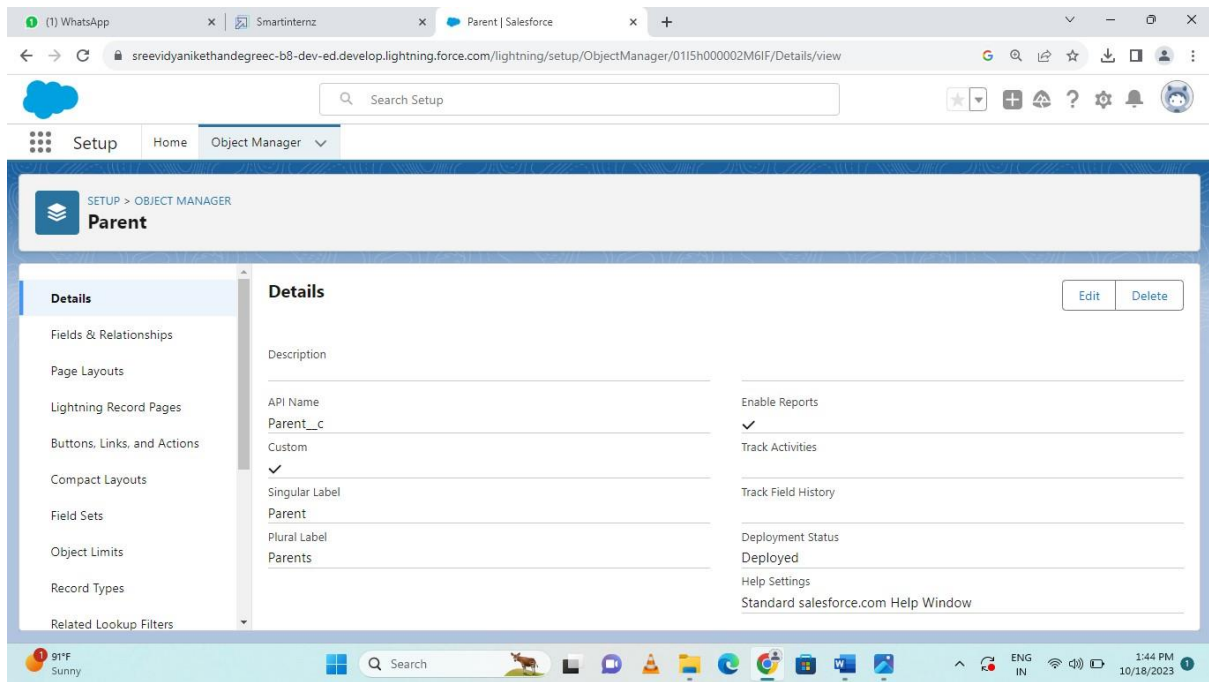 (1) WhatsApp
Smartinternz
Parent | Salesforce
sreevidyanikethandegreec-b8-dev-ed.develop.lightning.force.com/lightning/setup/ObjectManager/01I5h000002M6IF/Details/view
Search Setup
Setup
Home
Object Manager
SETUP > OBJECT MANAGER
Parent
Details
Fields & Relationships
Page Layouts
Lightning Record Pages
Buttons, Links, and Actions
Compact Layouts
Field Sets
Object Limits
Record Types
Related Lookup Filters
Details
Edit
Delete
Description
API Name
Parent__c
Custom
Singular Label
Parent
Plural Label
Parents
Enable Reports
Track Activities
Track Field History
Deployment Status
Deployed
Help Settings
Standard salesforce.com Help Window
1
91°F
Sunny
Search
ENG
IN
1:44 PM
10/18/2023
1